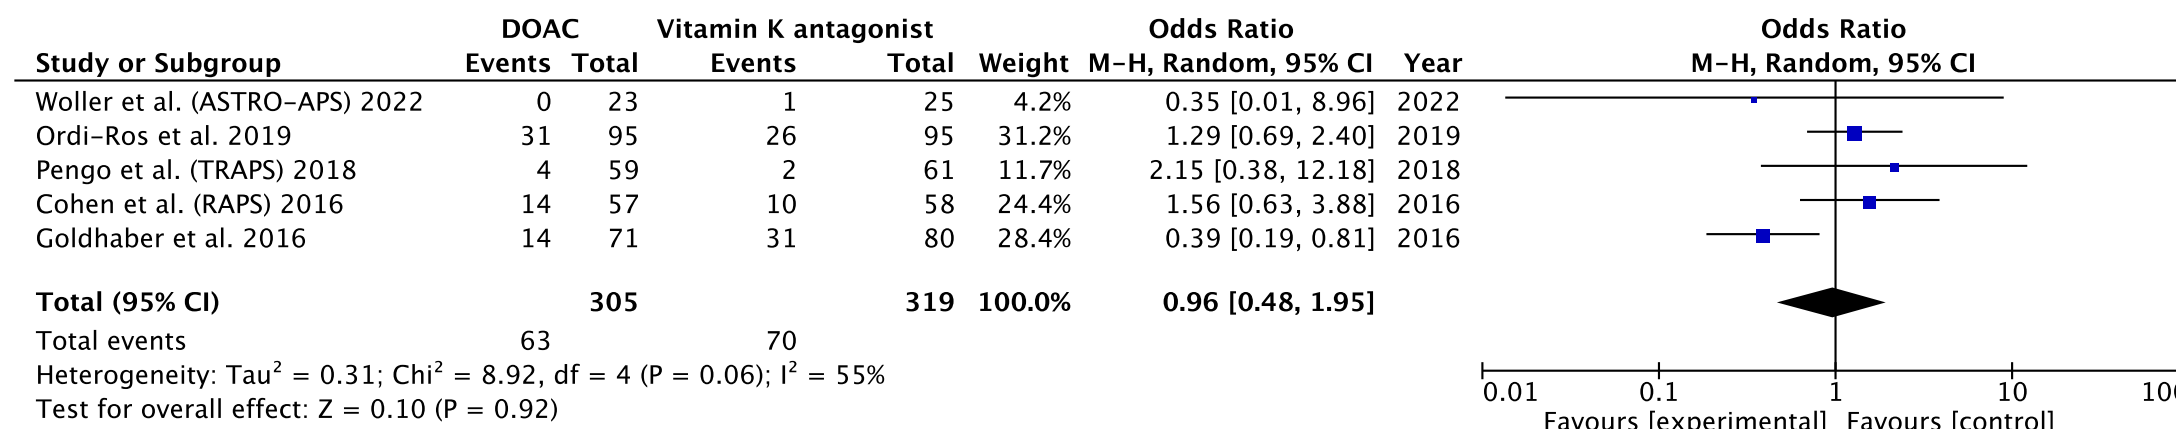 DOAC Vitamin K antagonist Odds Ratio Odds Ratio
Study or Subgroup Events Total Events Total Weight M-H, Random, 95% CI Year M-H, Random, 95% CI
Woller et al. (ASTRO-APS) 2022 0 23 1 25 4.2% 0.35 [0.01, 8.96] 2022
Ordi-Ros et al. 2019 31 95 26 95 31.2% 1.29 [0.69, 2.40] 2019
Pengo et al. (TRAPS) 2018 4 59 2 61 11.7% 2.15 [0.38, 12.18] 2018
Cohen et al. (RAPS) 2016 14 57 10 58 24.4% 1.56 [0.63, 3.88] 2016
Goldhaber et al. 2016 14 71 31 80 28.4% 0.39 [0.19, 0.81] 2016
Total (95% CI) 305 319 100.0% 0.96 [0.48, 1.95]
Total events 63 70
Heterogeneity: Tau² = 0.31; Chi² = 8.92, df = 4 (P = 0.06); I² = 55%
Test for overall effect: Z = 0.10 (P = 0.92)
0.01 0.1 1 10 100
Favours [experimental] Favours [control]